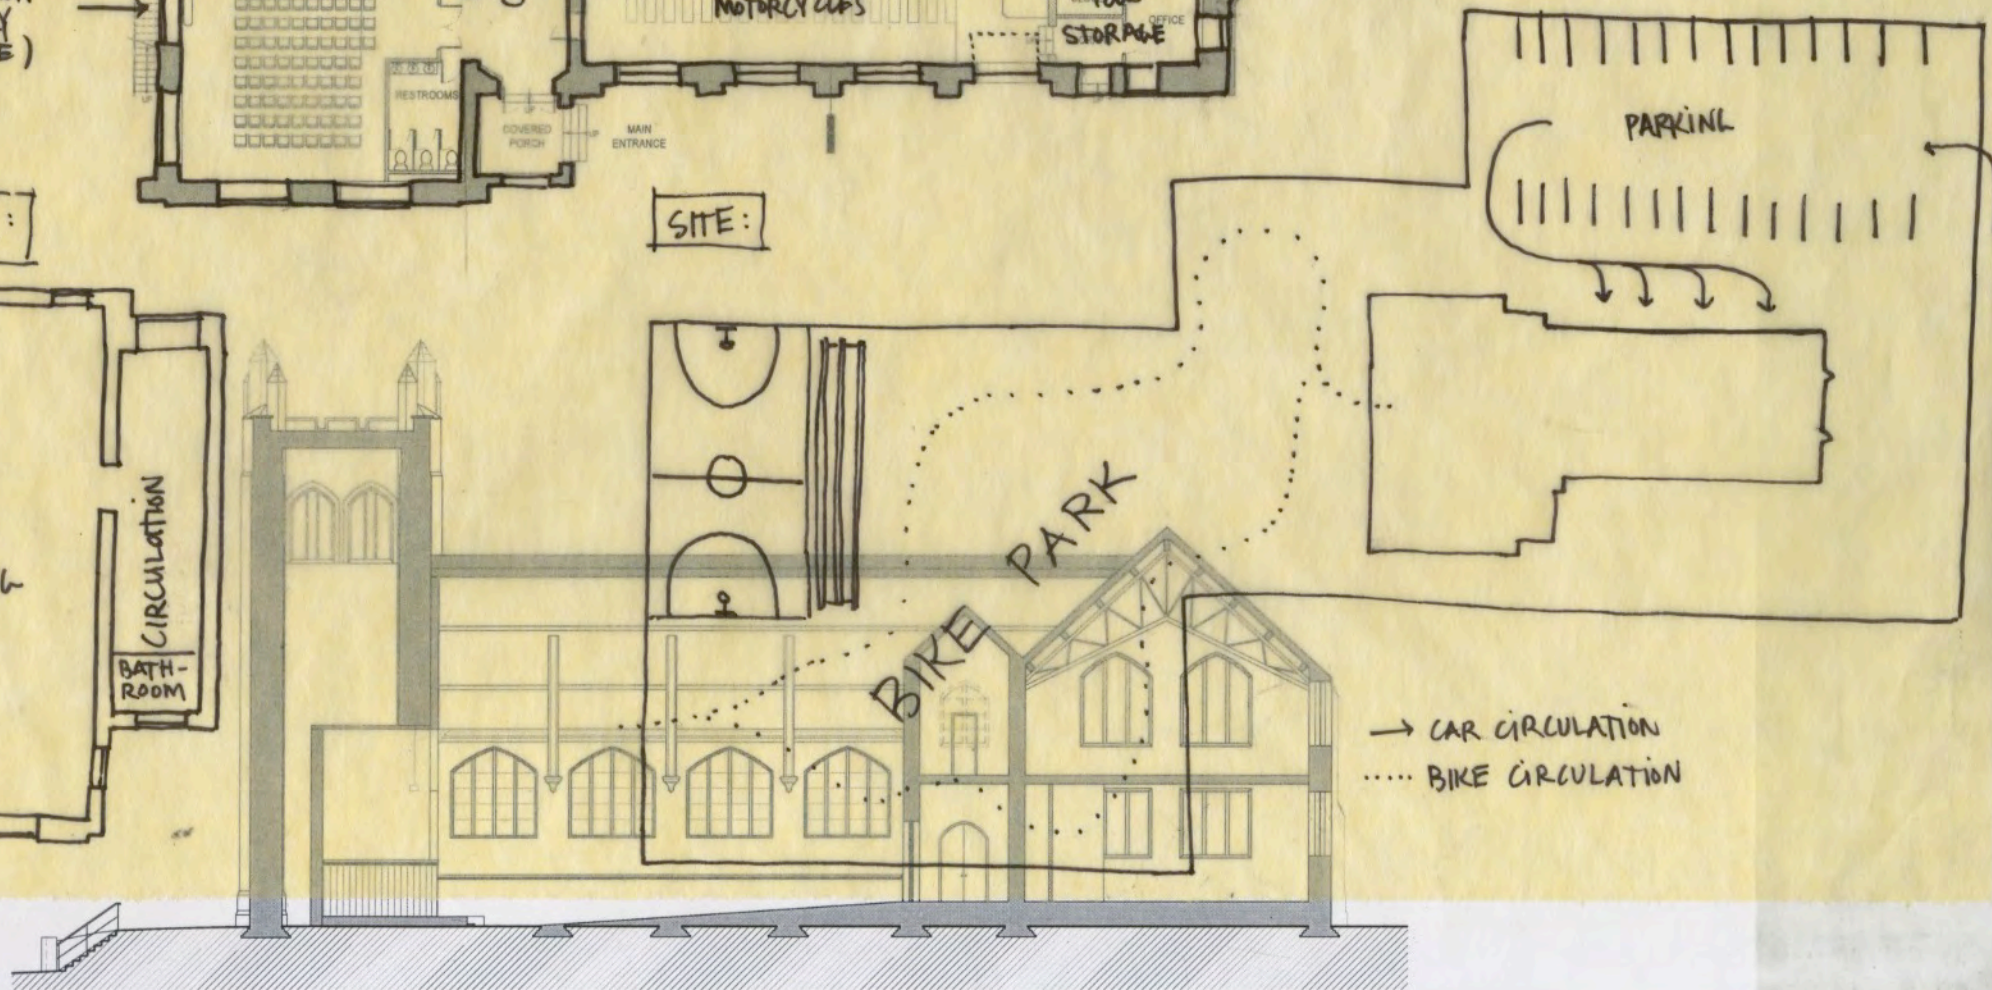 MOTORCYCLES
STORAGE
OFFICE
RESTROOMS
COVERED
PORCH
UP
MAIN
ENTRANCE
SITE:
PARKING
CIRCULATION
BATH-
ROOM
BIKE PARK
→ CAR CIRCULATION
..... BIKE CIRCULATION